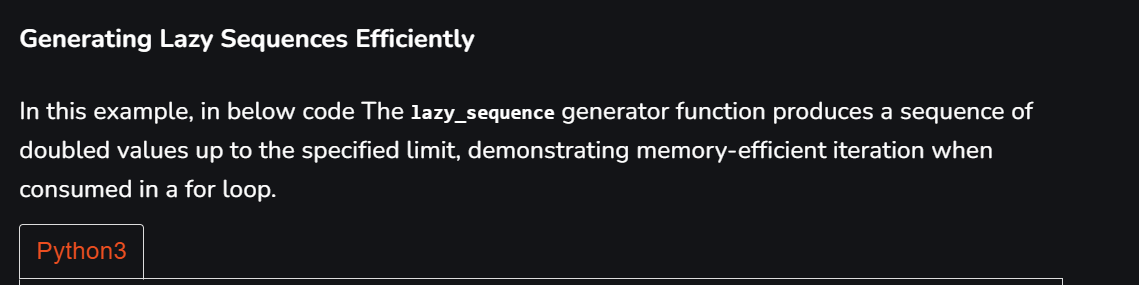 Generating Lazy Sequences Efficiently
In this example, in below code The lazy_sequence generator function produces a sequence of
doubled values up to the specified limit, demonstrating memory-efficient iteration when
consumed in a for loop.
Python3